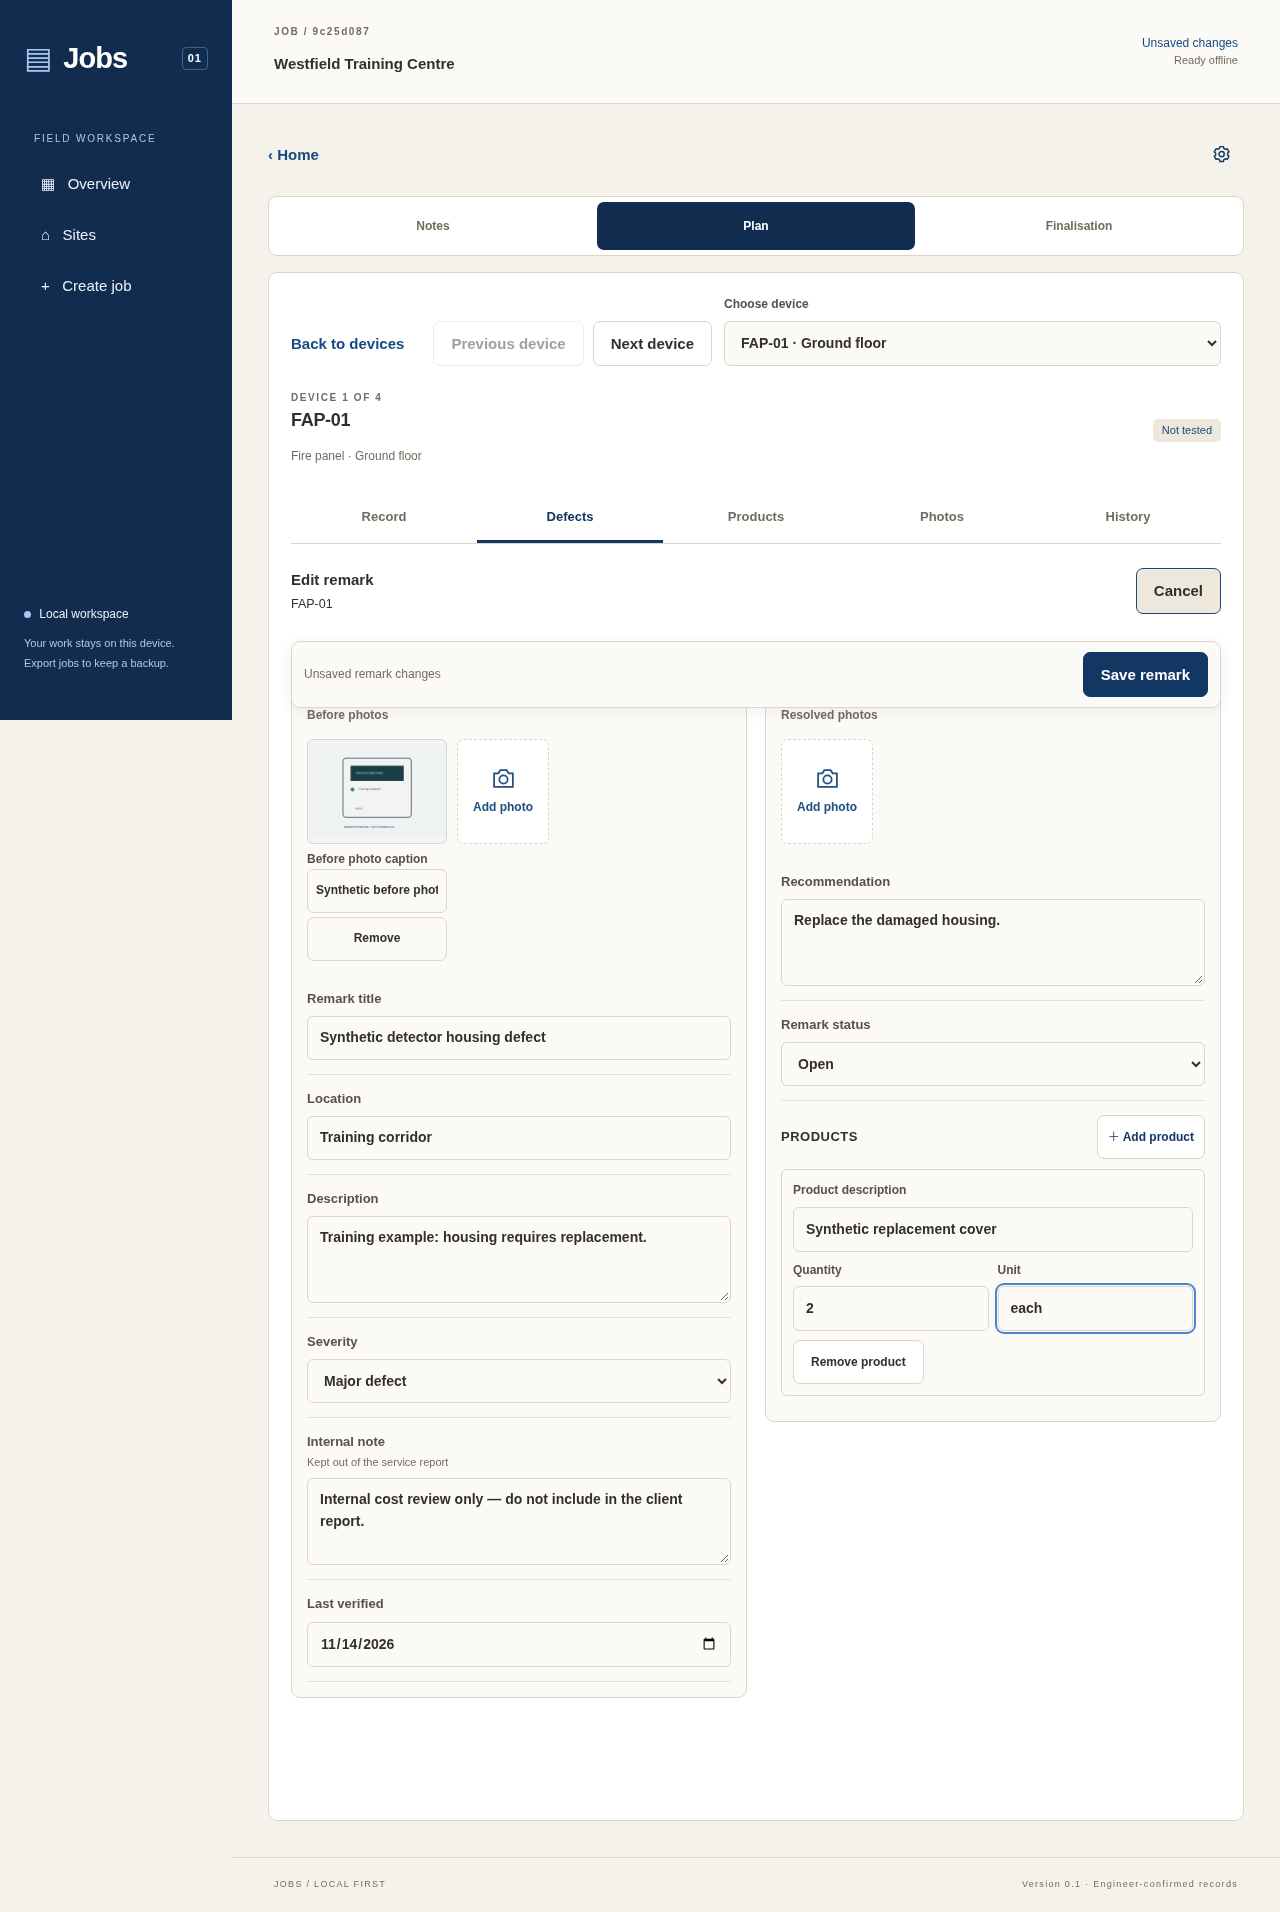 Jobs
01
FIELD WORKSPACE
Overview
Sites
+ Create job
Local workspace
Your work stays on this device.
Export jobs to keep a backup.
JOB / 9c25d087
Westfield Training Centre
Unsaved changes
Ready offline
‹ Home
Notes
Plan
Finalisation
Choose device
Back to devices
Previous device
Next device
FAP-01 · Ground floor
DEVICE 1 OF 4
FAP-01
Fire panel · Ground floor
Not tested
Record
Defects
Products
Photos
History
Edit remark
FAP-01
Cancel
Unsaved remark changes
Save remark
Before photos
Add photo
Before photo caption
Synthetic before phot
Remove
Remark title
Synthetic detector housing defect
Location
Training corridor
Description
Training example: housing requires replacement.
Severity
Major defect
Internal note
Kept out of the service report
Internal cost review only — do not include in the client
report.
Last verified
11/14/2026
Resolved photos
Add photo
Recommendation
Replace the damaged housing.
Remark status
Open
PRODUCTS
+ Add product
Product description
Synthetic replacement cover
Quantity
Unit
2
each
Remove product
JOBS / LOCAL FIRST
Version 0.1 · Engineer-confirmed records